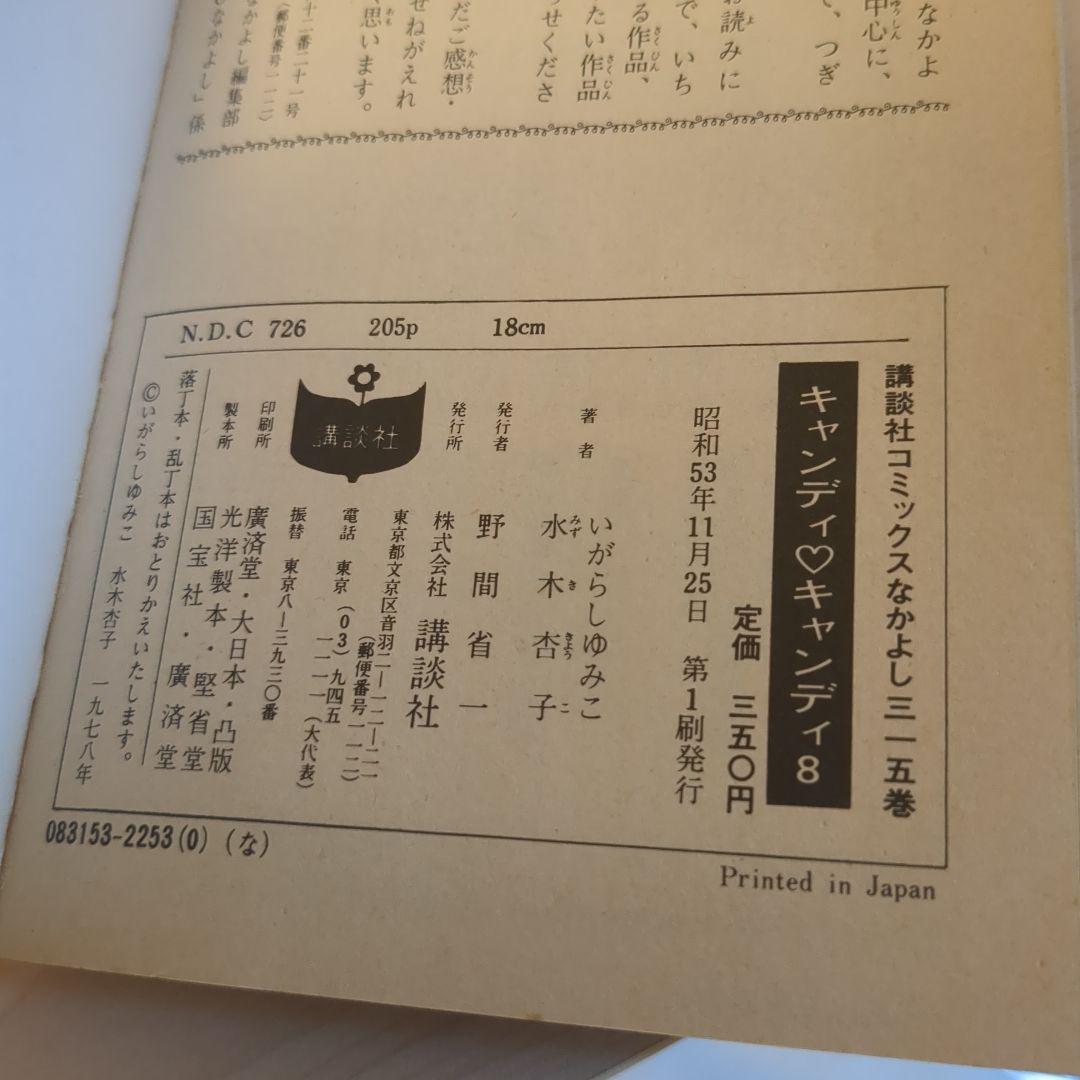 なかよ
中心に、
て、つぎ
お読みに
で、いち
る作品、
たい作品
っせくださ
だご感想・
せねがえれ
思います。
十二番二十一号
(郵便番号一一二)
なかよし編集部
なかよし」係
N.D.C 726 205p 18cm
講談社コミックスなかよし三一五巻
キャンディ♡キャンディ8
定価 三五〇円
昭和53年11月25日 第1刷発行
著者 いがらしゆみこ
水木杏子
みずききょうこ
発行者 野間省一
発行所 株式会社 講談社
東京都文京区音羽二―一二―二一
(郵便番号一一二)
電話 東京(03)九四五
一一一一(大代表)
振替 東京八―三九三〇番
講談社
印刷所 廣済堂・大日本・凸版
製本所 光洋製本・堅省堂
国宝社・廣済堂
落丁本・乱丁本はおとりかえいたします。
©いがらしゆみこ 水木杏子 一九七八年
083153-2253(0)(な)
Printed in Japan